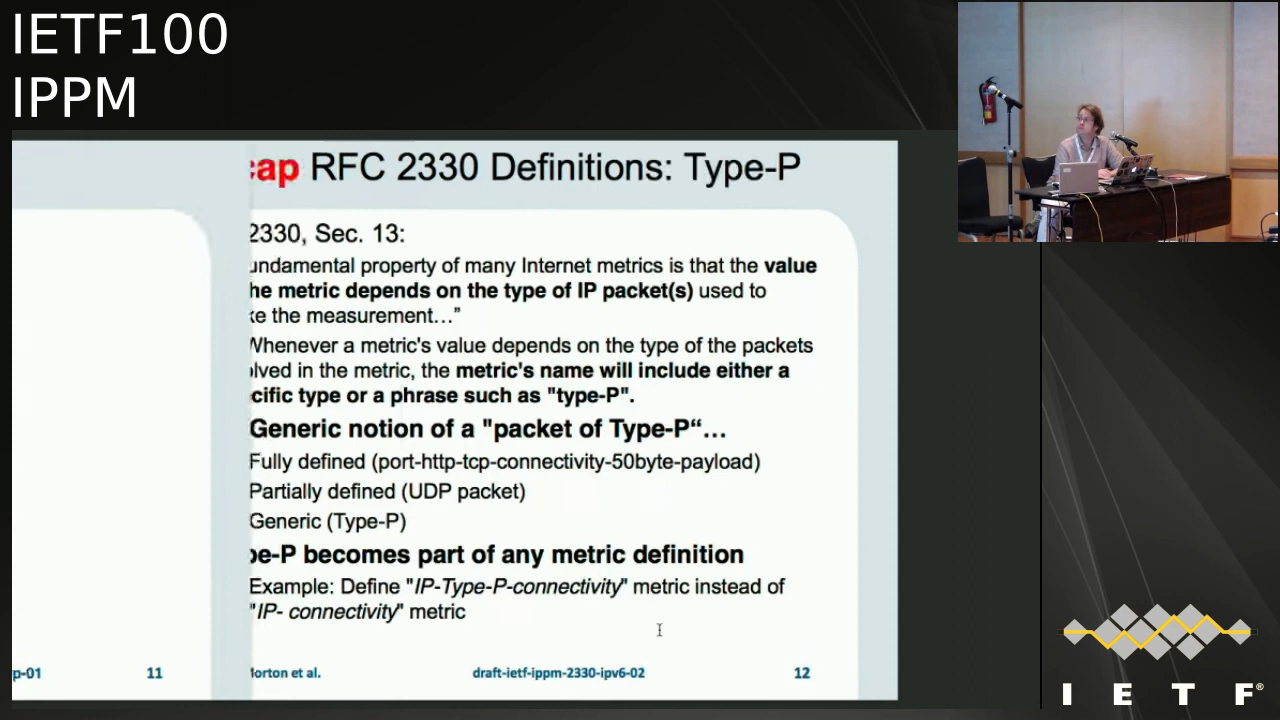 IETF100
IPPM
cap RFC 2330 Definitions: Type-P
2330, Sec. 13:
undamental property of many Internet metrics is that the value
he metric depends on the type of IP packet(s) used to
ke the measurement…”
Whenever a metric's value depends on the type of the packets
olved in the metric, the metric's name will include either a
cific type or a phrase such as "type-P".
Generic notion of a "packet of Type-P“…
Fully defined (port-http-tcp-connectivity-50byte-payload)
Partially defined (UDP packet)
Generic (Type-P)
pe-P becomes part of any metric definition
Example: Define "IP-Type-P-connectivity" metric instead of
"IP- connectivity" metric
p-01
11
Morton et al.
draft-ietf-ippm-2330-ipv6-02
12
I E T F®